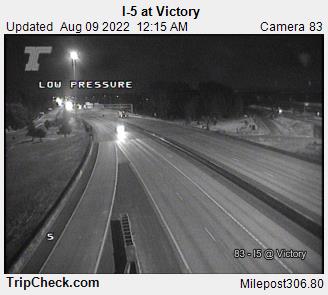 I-5 at Victory
Updated Aug 09 2022 12:15 AM Camera 83
T
LOW PRESSURE
S
83 - I5 @ Victory
TripCheck.com Milepost306.80